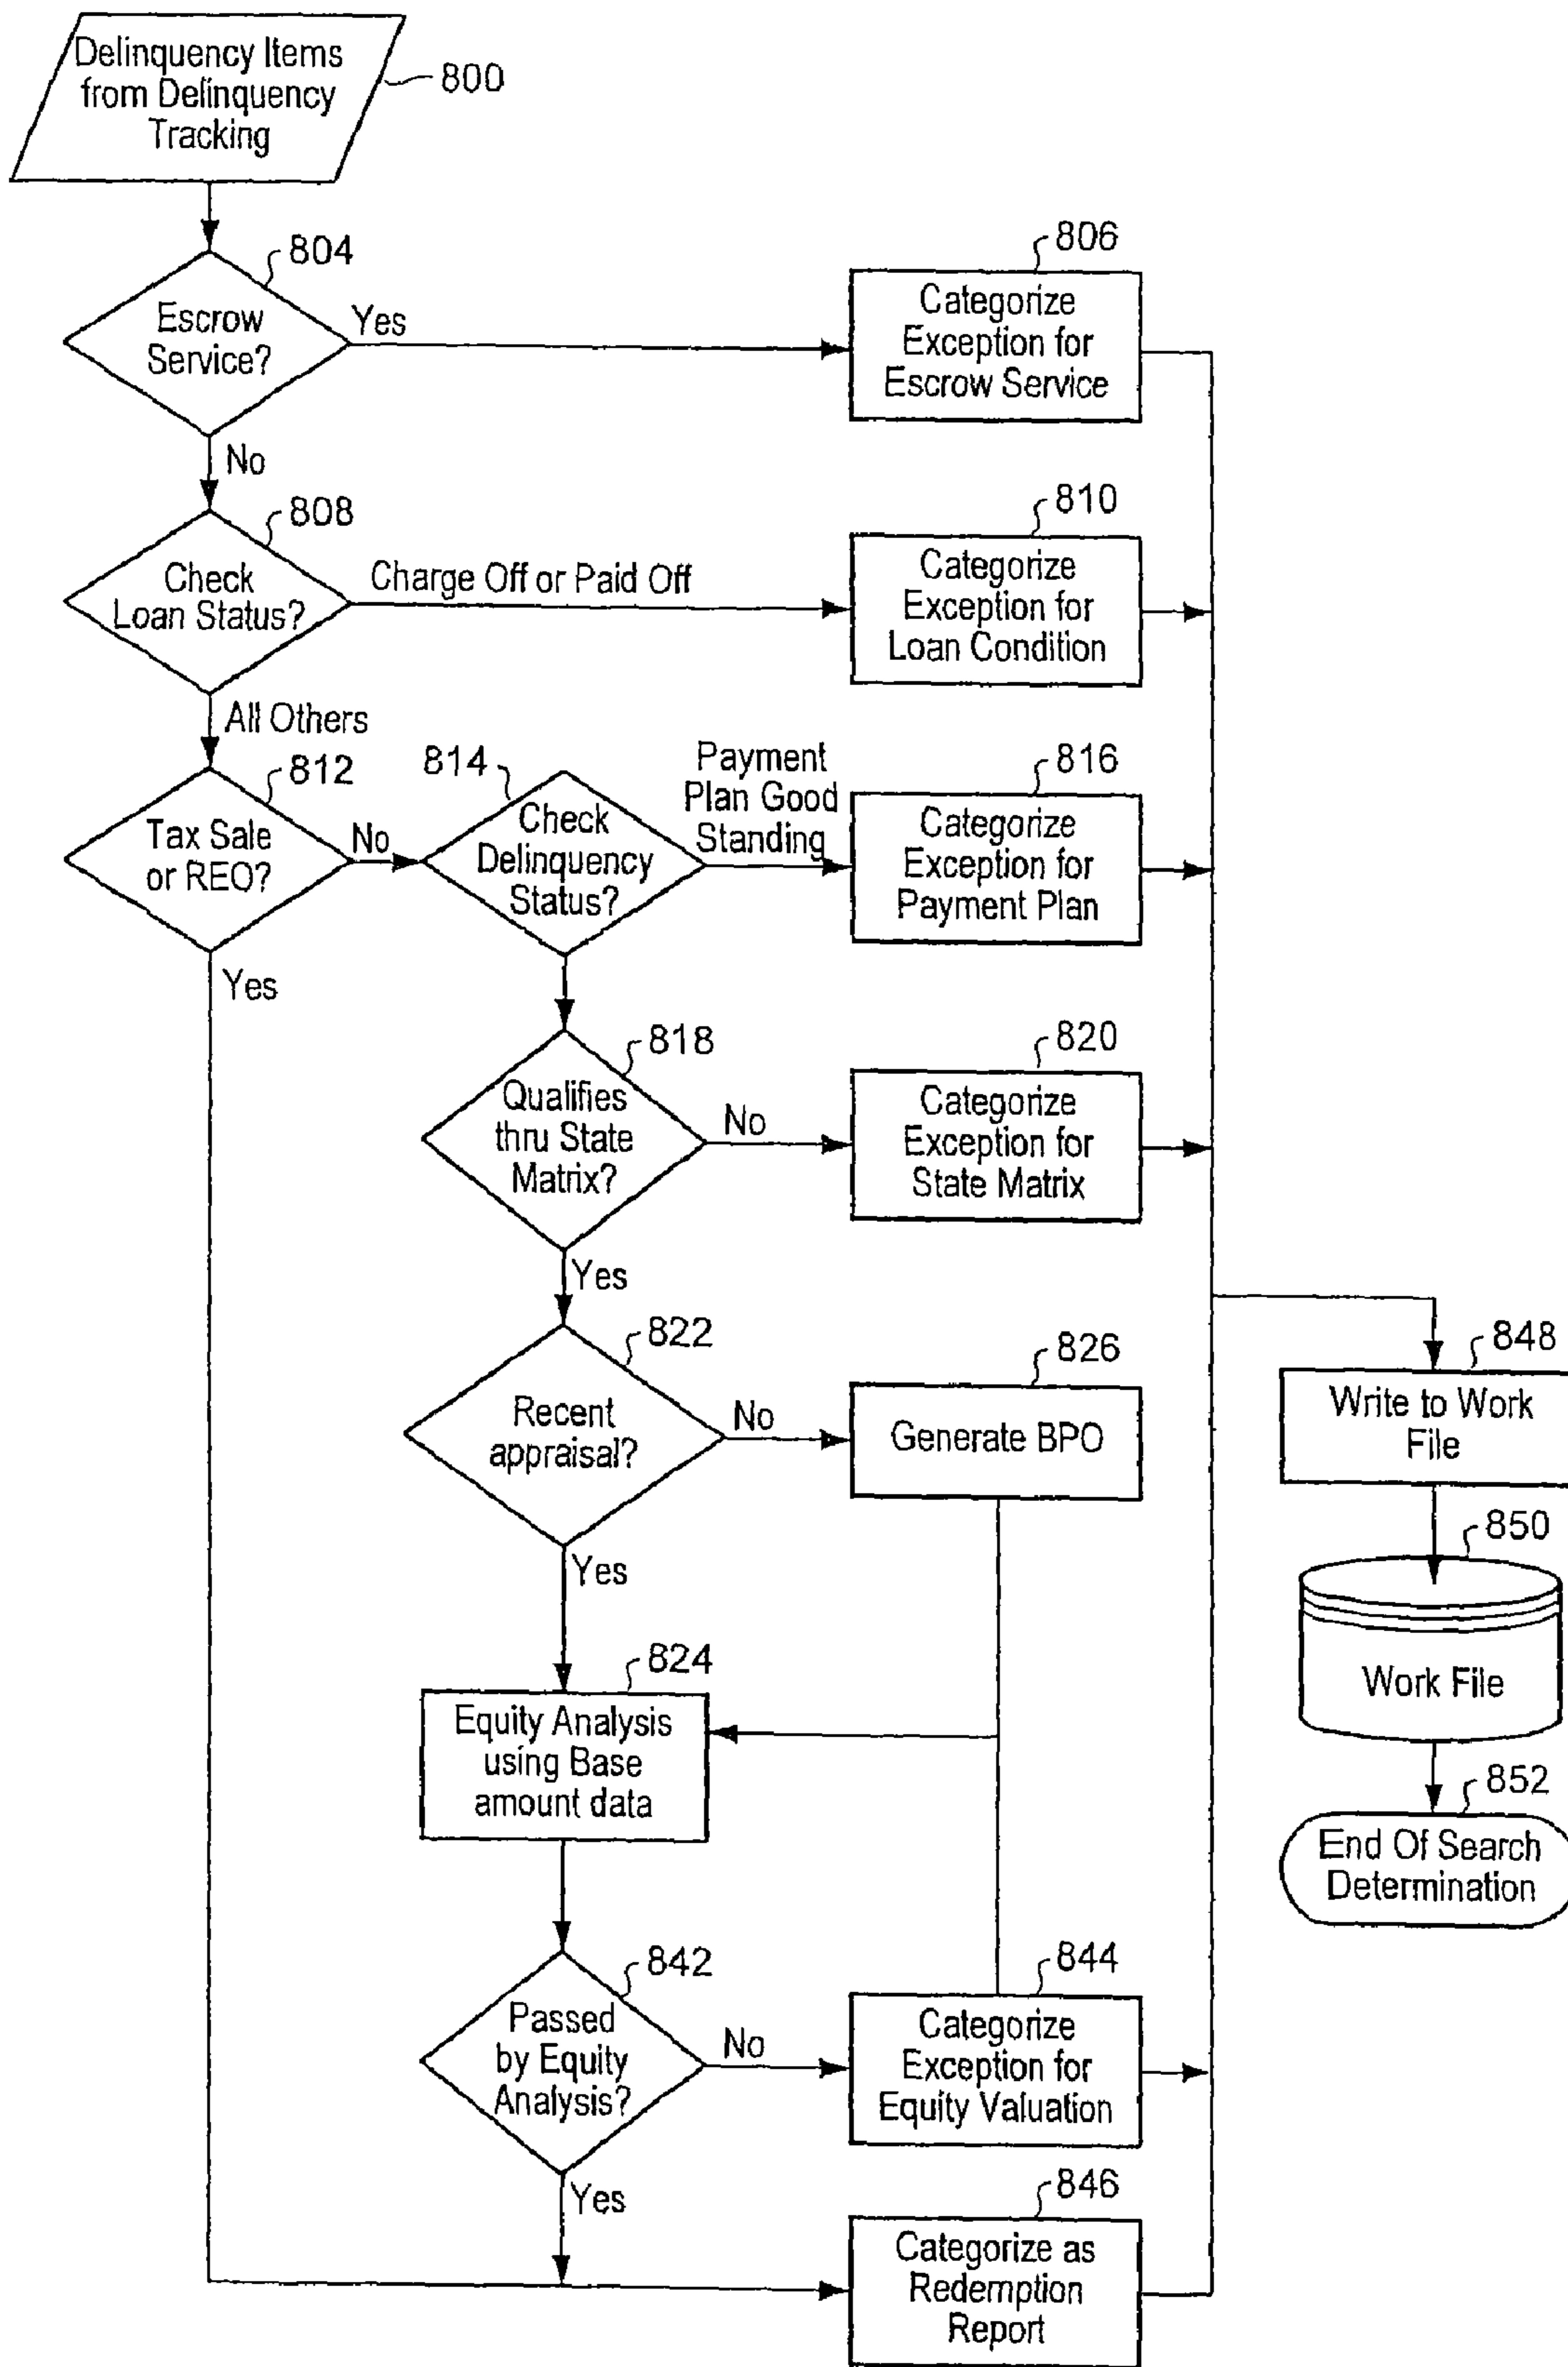 Delinquency Items
from Delinquency
Tracking
800
804
Escrow
Service?
Yes
806
Categorize
Exception for
Escrow Service
No
808
Check
Loan Status?
Charge Off or Paid Off
810
Categorize
Exception for
Loan Condition
All Others
812
Tax Sale
or REO?
No
Yes
814
Check
Delinquency
Status?
Payment
Plan Good
Standing
816
Categorize
Exception for
Payment Plan
818
Qualifies
thru State
Matrix?
No
820
Categorize
Exception for
State Matrix
Yes
822
Recent
appraisal?
No
826
Generate BPO
Yes
824
Equity Analysis
using Base
amount data
842
Passed
by Equity
Analysis?
No
844
Categorize
Exception for
Equity Valuation
Yes
846
Categorize as
Redemption
Report
848
Write to Work
File
850
Work File
852
End Of Search
Determination